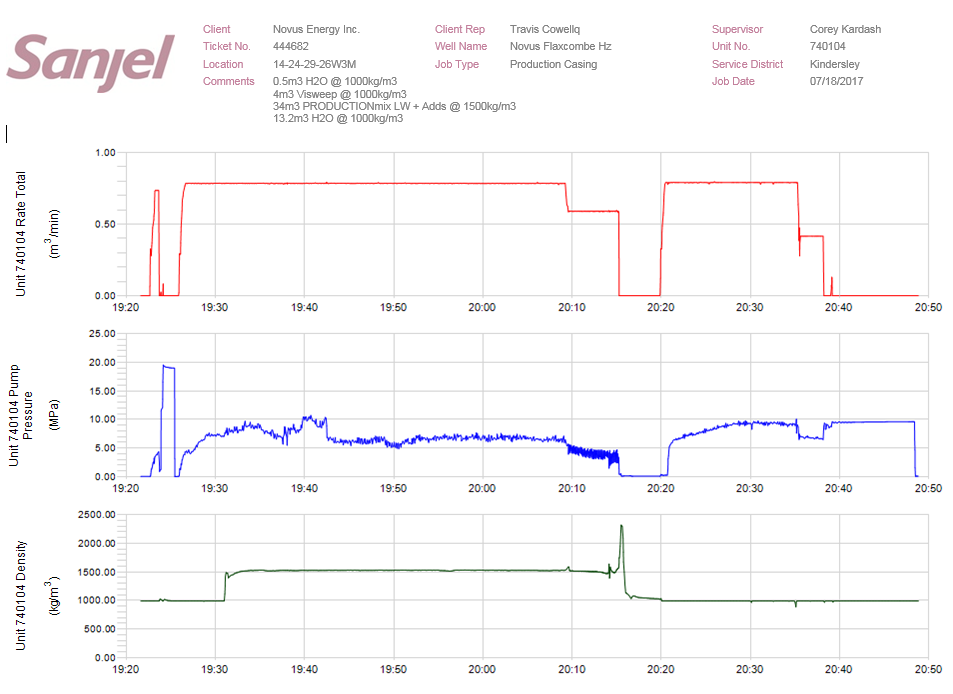 Sanjel
Client Novus Energy Inc. Client Rep Travis Cowellq Supervisor Corey Kardash
Ticket No. 444682 Well Name Novus Flaxcombe Hz Unit No. 740104
Location 14-24-29-26W3M Job Type Production Casing Service District Kindersley
Comments 0.5m3 H2O @ 1000kg/m3 Job Date 07/18/2017
4m3 Visweep @ 1000kg/m3
34m3 PRODUCTIONmix LW + Adds @ 1500kg/m3
13.2m3 H2O @ 1000kg/m3
Unit 740104 Rate Total
(m3/min)
1.00
0.50
0.00
19:20 19:30 19:40 19:50 20:00 20:10 20:20 20:30 20:40 20:50
Unit 740104 Pump
Pressure
(MPa)
25.00
20.00
15.00
10.00
5.00
0.00
19:20 19:30 19:40 19:50 20:00 20:10 20:20 20:30 20:40 20:50
Unit 740104 Density
(kg/m3)
2500.00
2000.00
1500.00
1000.00
500.00
0.00
19:20 19:30 19:40 19:50 20:00 20:10 20:20 20:30 20:40 20:50